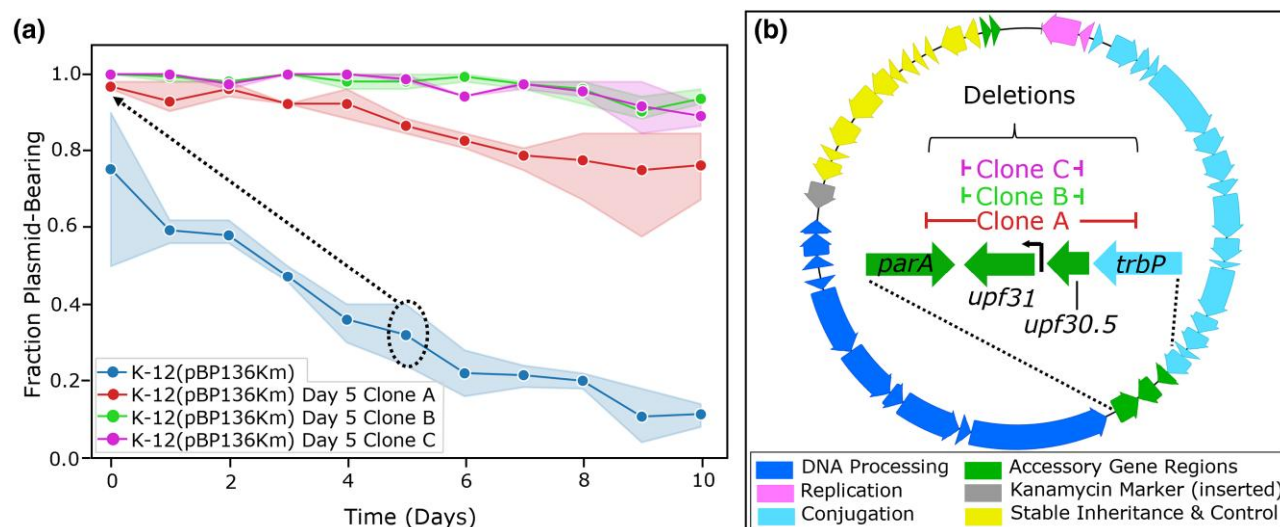 (a)
Fraction Plasmid-Bearing
1.0
0.8
0.6
0.4
0.2
0.0
0 2 4 6 8 10
Time (Days)
K-12(pBP136Km)
K-12(pBP136Km) Day 5 Clone A
K-12(pBP136Km) Day 5 Clone B
K-12(pBP136Km) Day 5 Clone C
(b)
Deletions
Clone C
Clone B
Clone A
parA
trbP
upf31
upf30.5
DNA Processing
Replication
Conjugation
Accessory Gene Regions
Kanamycin Marker (inserted)
Stable Inheritance & Control